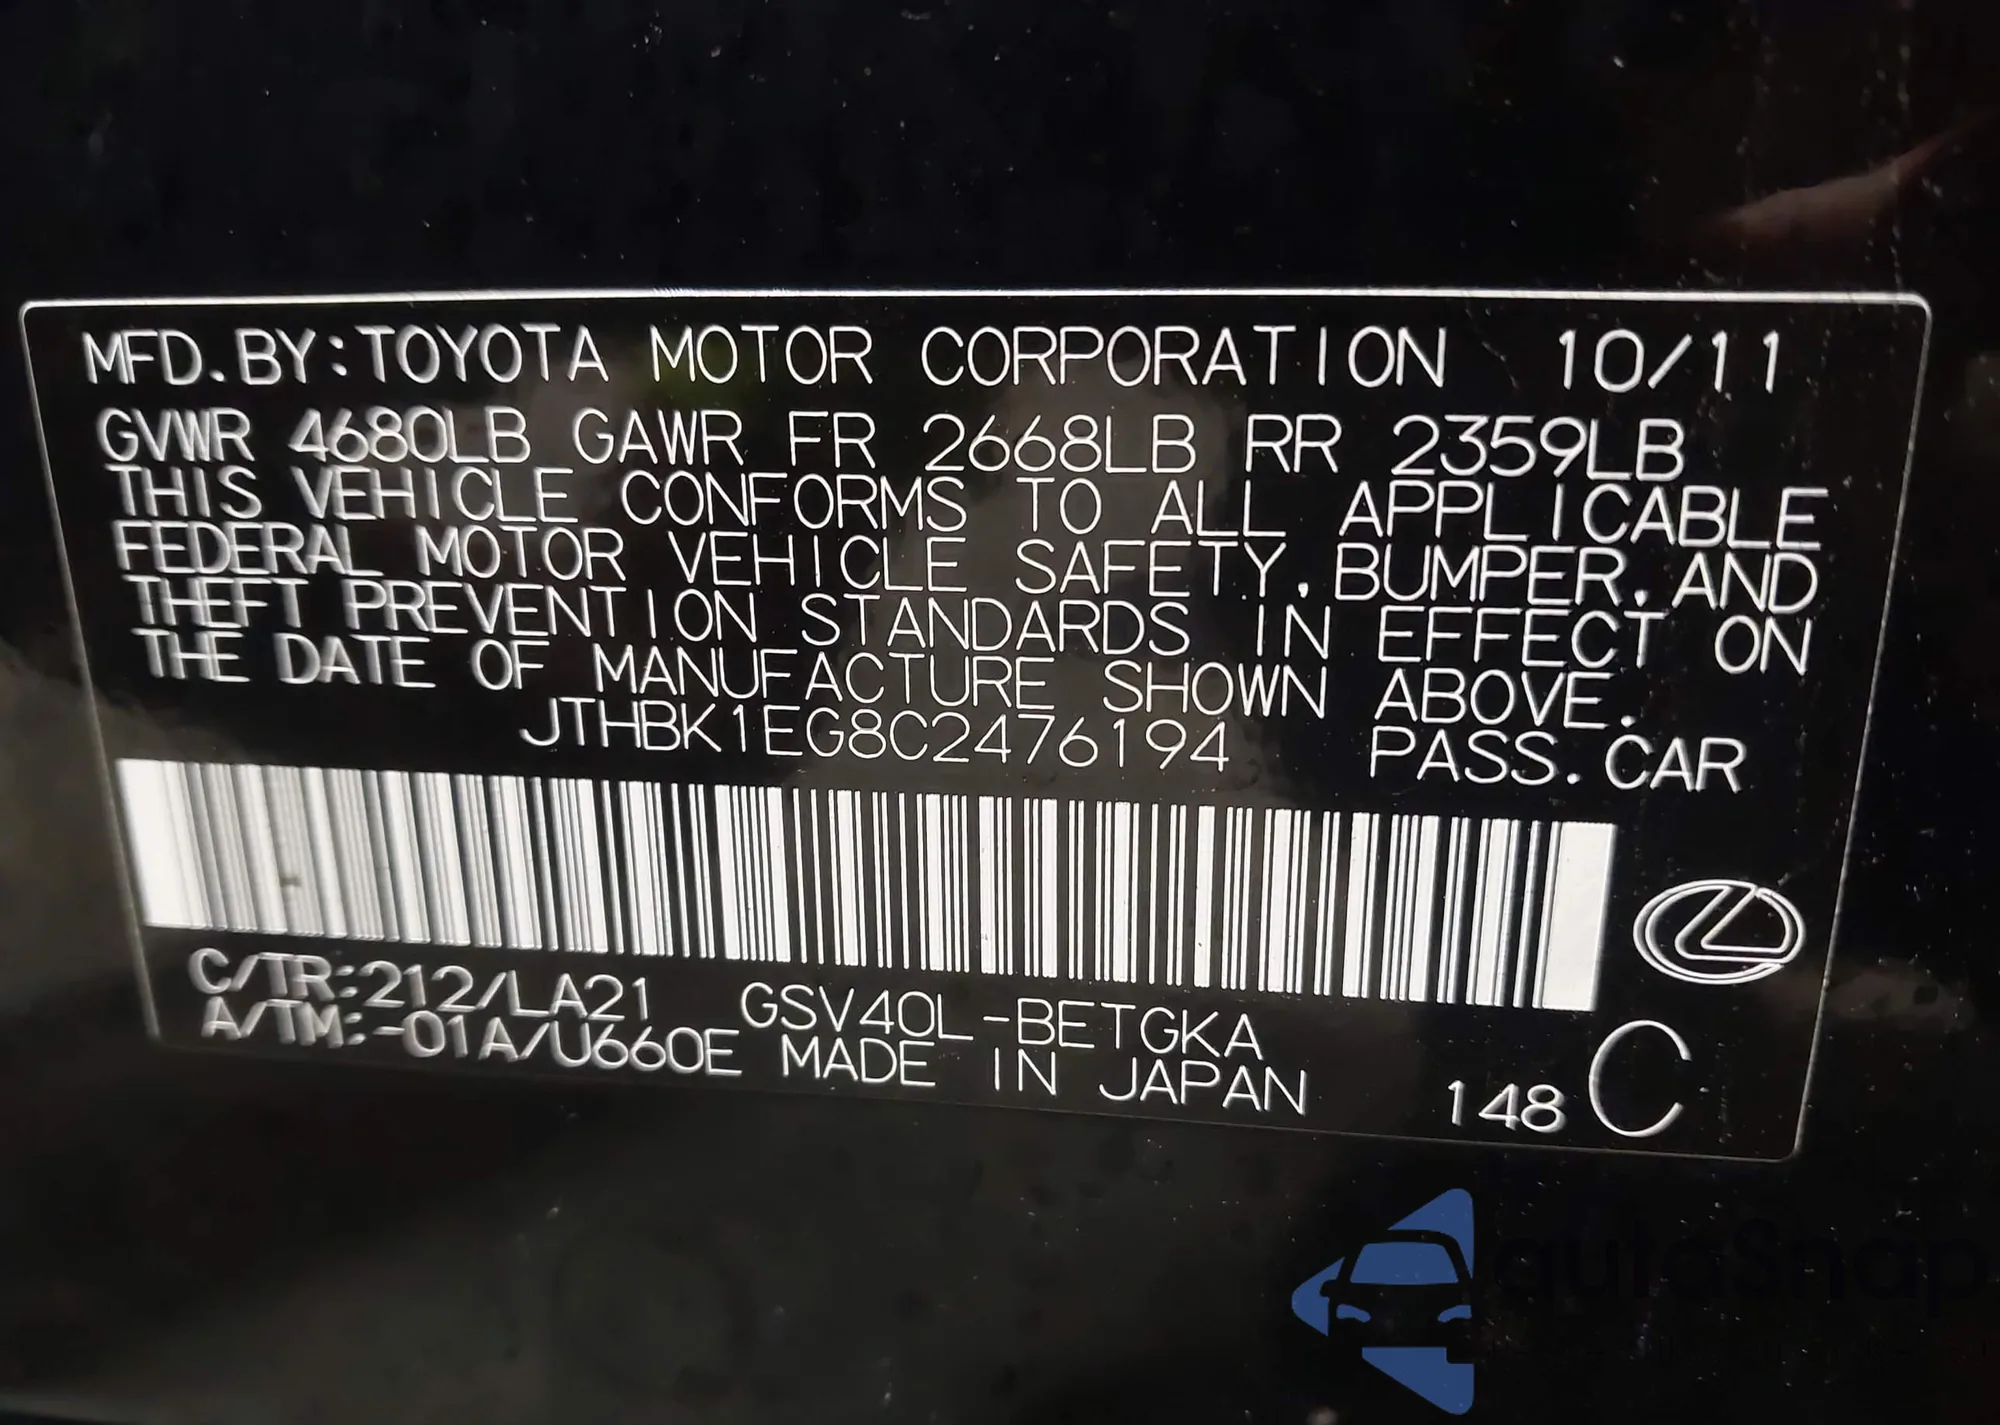 MFD.BY:TOYOTA MOTOR CORPORATION 10/11
GVWR 4680LB GAWR FR 2668LB RR 2359LB
THIS VEHICLE CONFORMS TO ALL APPLICABLE
FEDERAL MOTOR VEHICLE SAFETY,BUMPER,AND
THEFT PREVENTION STANDARDS IN EFFECT ON
THE DATE OF MANUFACTURE SHOWN ABOVE.
JTHBK1EG8C2476194 PASS.CAR
C/TR:212/LA21 GSV40L-BETGKA
A/TM:-01A/U660E MADE IN JAPAN 148 C
autoSnap